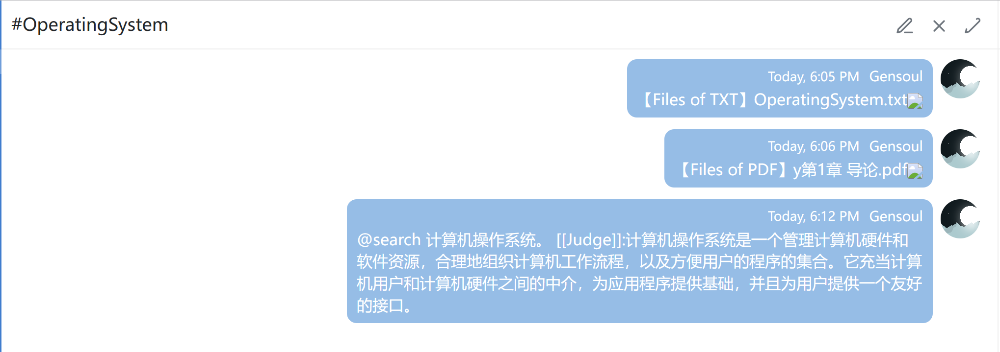 #OperatingSystem
Today, 6:05 PM Gensoul
【Files of TXT】OperatingSystem.txt
Today, 6:06 PM Gensoul
【Files of PDF】y第1章 导论.pdf
Today, 6:12 PM Gensoul
@search 计算机操作系统。 [[Judge]]:计算机操作系统是一个管理计算机硬件和
软件资源，合理地组织计算机工作流程，以及方便用户的程序的集合。它充当计算
机用户和计算机硬件之间的中介，为应用程序提供基础，并且为用户提供一个友好
的接口。